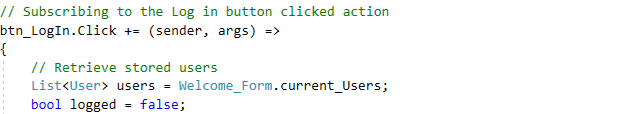 // Subscribing to the Log in button clicked action
btn_LogIn.Click += (sender, args) =>
{
    // Retrieve stored users
    List<User> users = Welcome_Form.current_Users;
    bool logged = false;